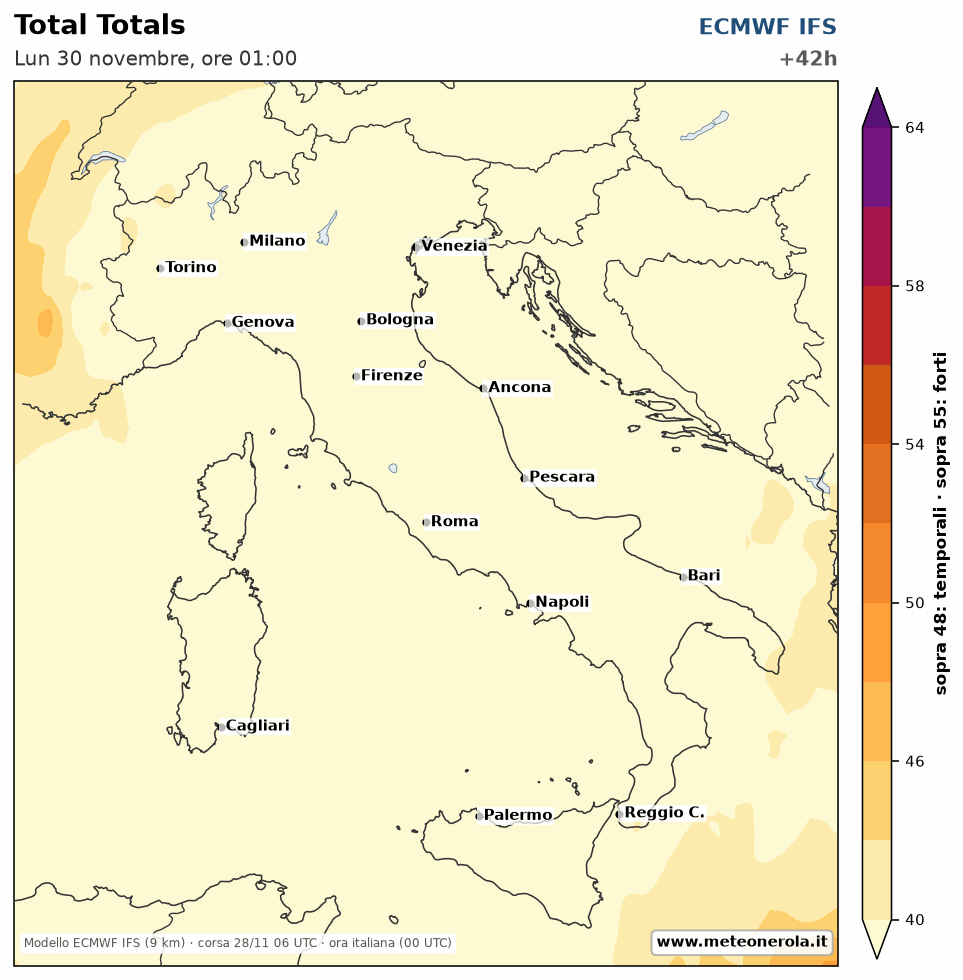 Total Totals
ECMWF IFS
Lun 30 novembre, ore 01:00
+42h
64
58
54
50
46
40
sopra 48: temporali · sopra 55: forti
Milano
Venezia
Torino
Genova
Bologna
Firenze
Ancona
Pescara
Roma
Bari
Napoli
Cagliari
Palermo
Reggio C.
Modello ECMWF IFS (9 km) · corsa 28/11 06 UTC · ora italiana (00 UTC)
www.meteonerola.it